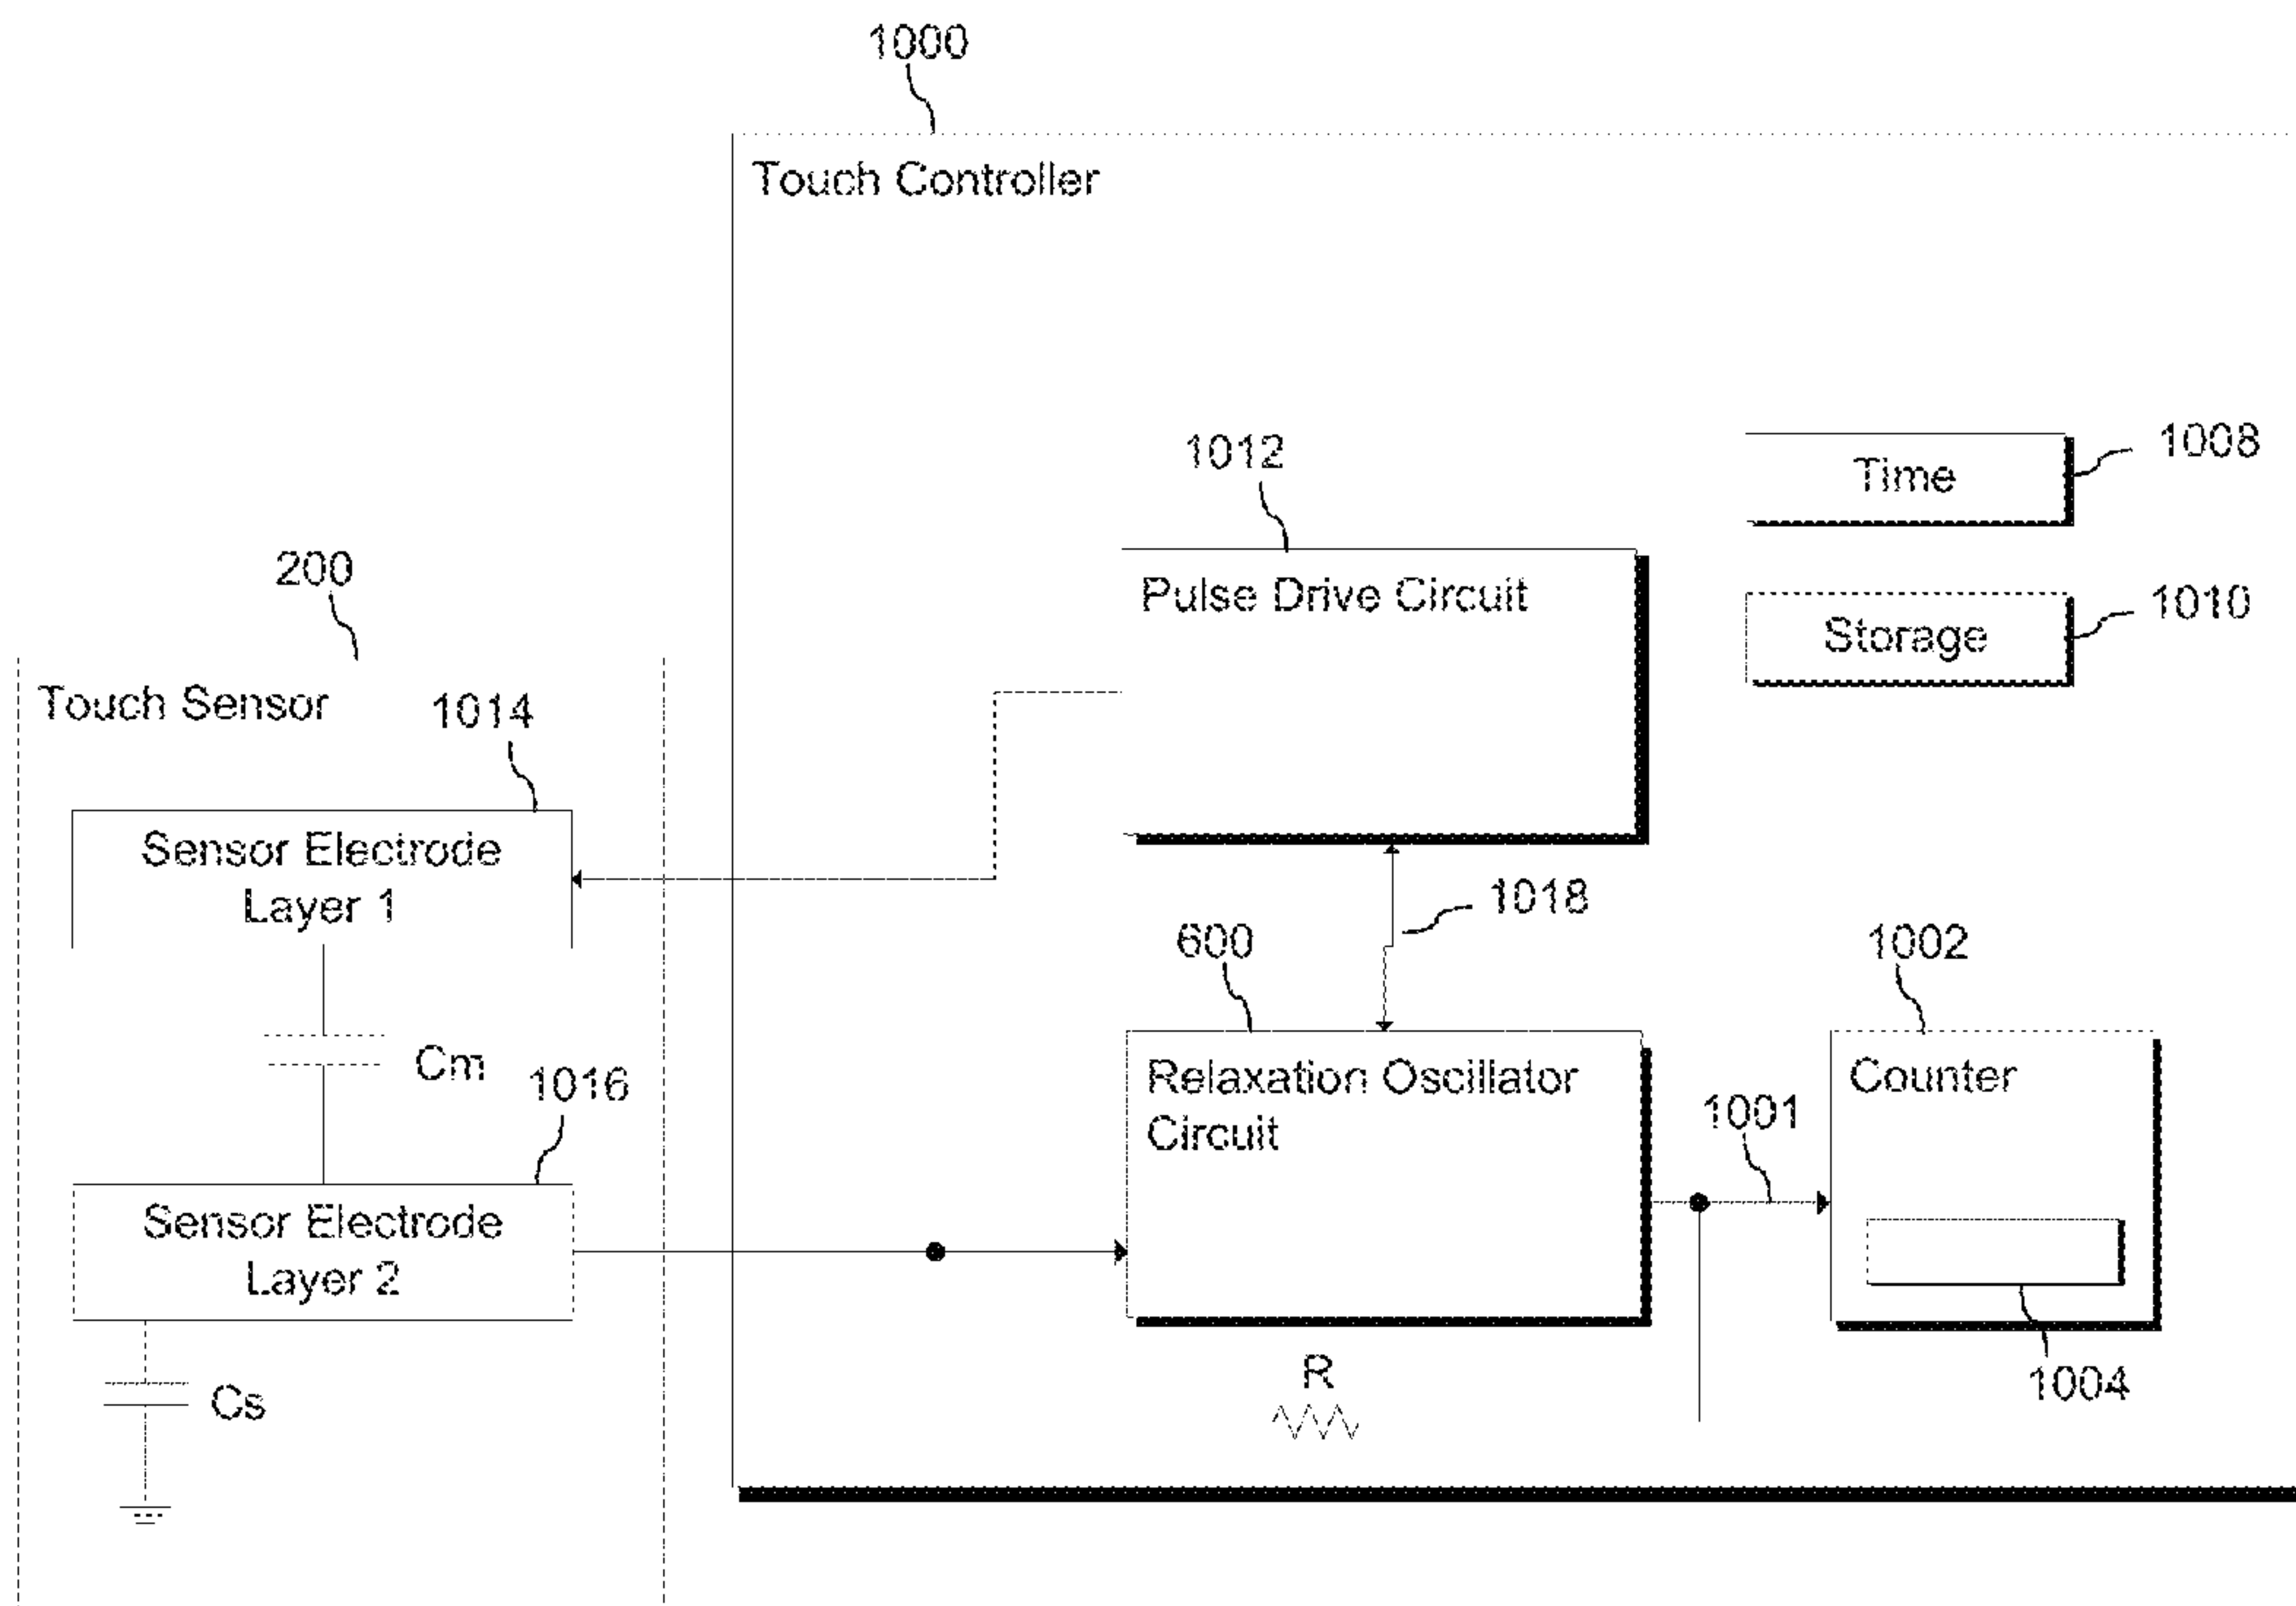 1000
Touch Controller
1012
1008
Time
Pulse Drive Circuit
1010
Storage
200
Touch Sensor
1014
Sensor Electrode
Layer 1
1018
600
1002
Cm
1016
Relaxation Oscillator
Circuit
Counter
1001
Sensor Electrode
Layer 2
R
1004
Cs